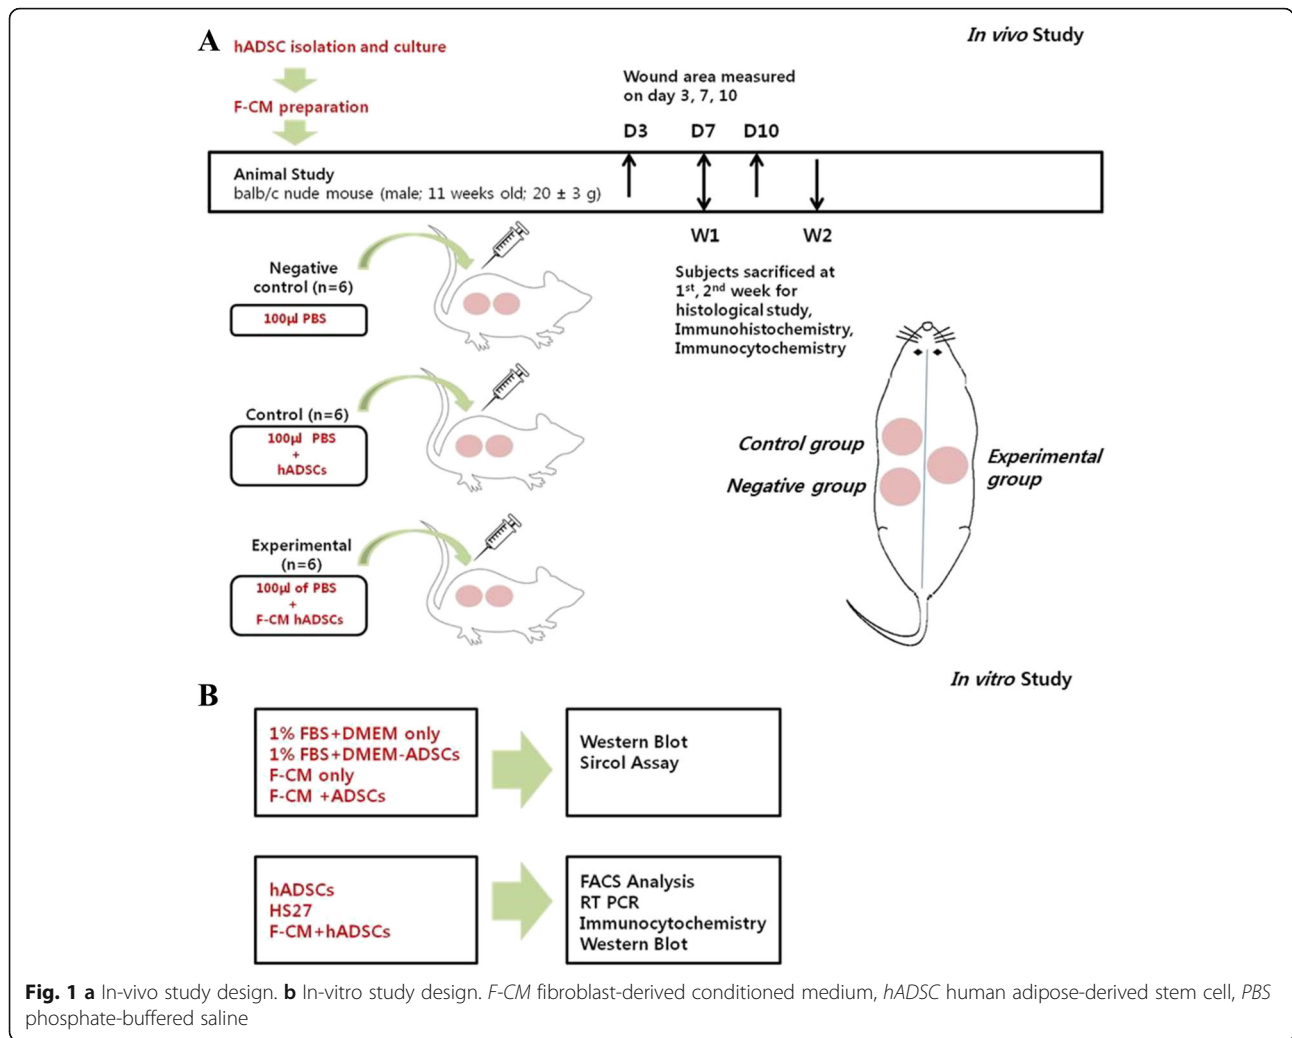 A
hADSC isolation and culture
In vivo Study
F-CM preparation
Wound area measured
on day 3, 7, 10
D3 D7 D10
Animal Study
balb/c nude mouse (male; 11 weeks old; 20 ± 3 g)
W1 W2
Negative
control (n=6)
100μl PBS
Subjects sacrificed at
1st, 2nd week for
histological study,
Immunohistochemistry,
Immunocytochemistry
Control (n=6)
100μl PBS
+
hADSCs
Control group
Negative group
Experimental
group
Experimental
(n=6)
100μl of PBS
+
F-CM hADSCs
In vitro Study
B
1% FBS+DMEM only
1% FBS+DMEM-ADSCs
F-CM only
F-CM +ADSCs
Western Blot
Sircol Assay
hADSCs
HS27
F-CM+hADSCs
FACS Analysis
RT PCR
Immunocytochemistry
Western Blot
Fig. 1 a In-vivo study design. b In-vitro study design. F-CM fibroblast-derived conditioned medium, hADSC human adipose-derived stem cell, PBS
phosphate-buffered saline